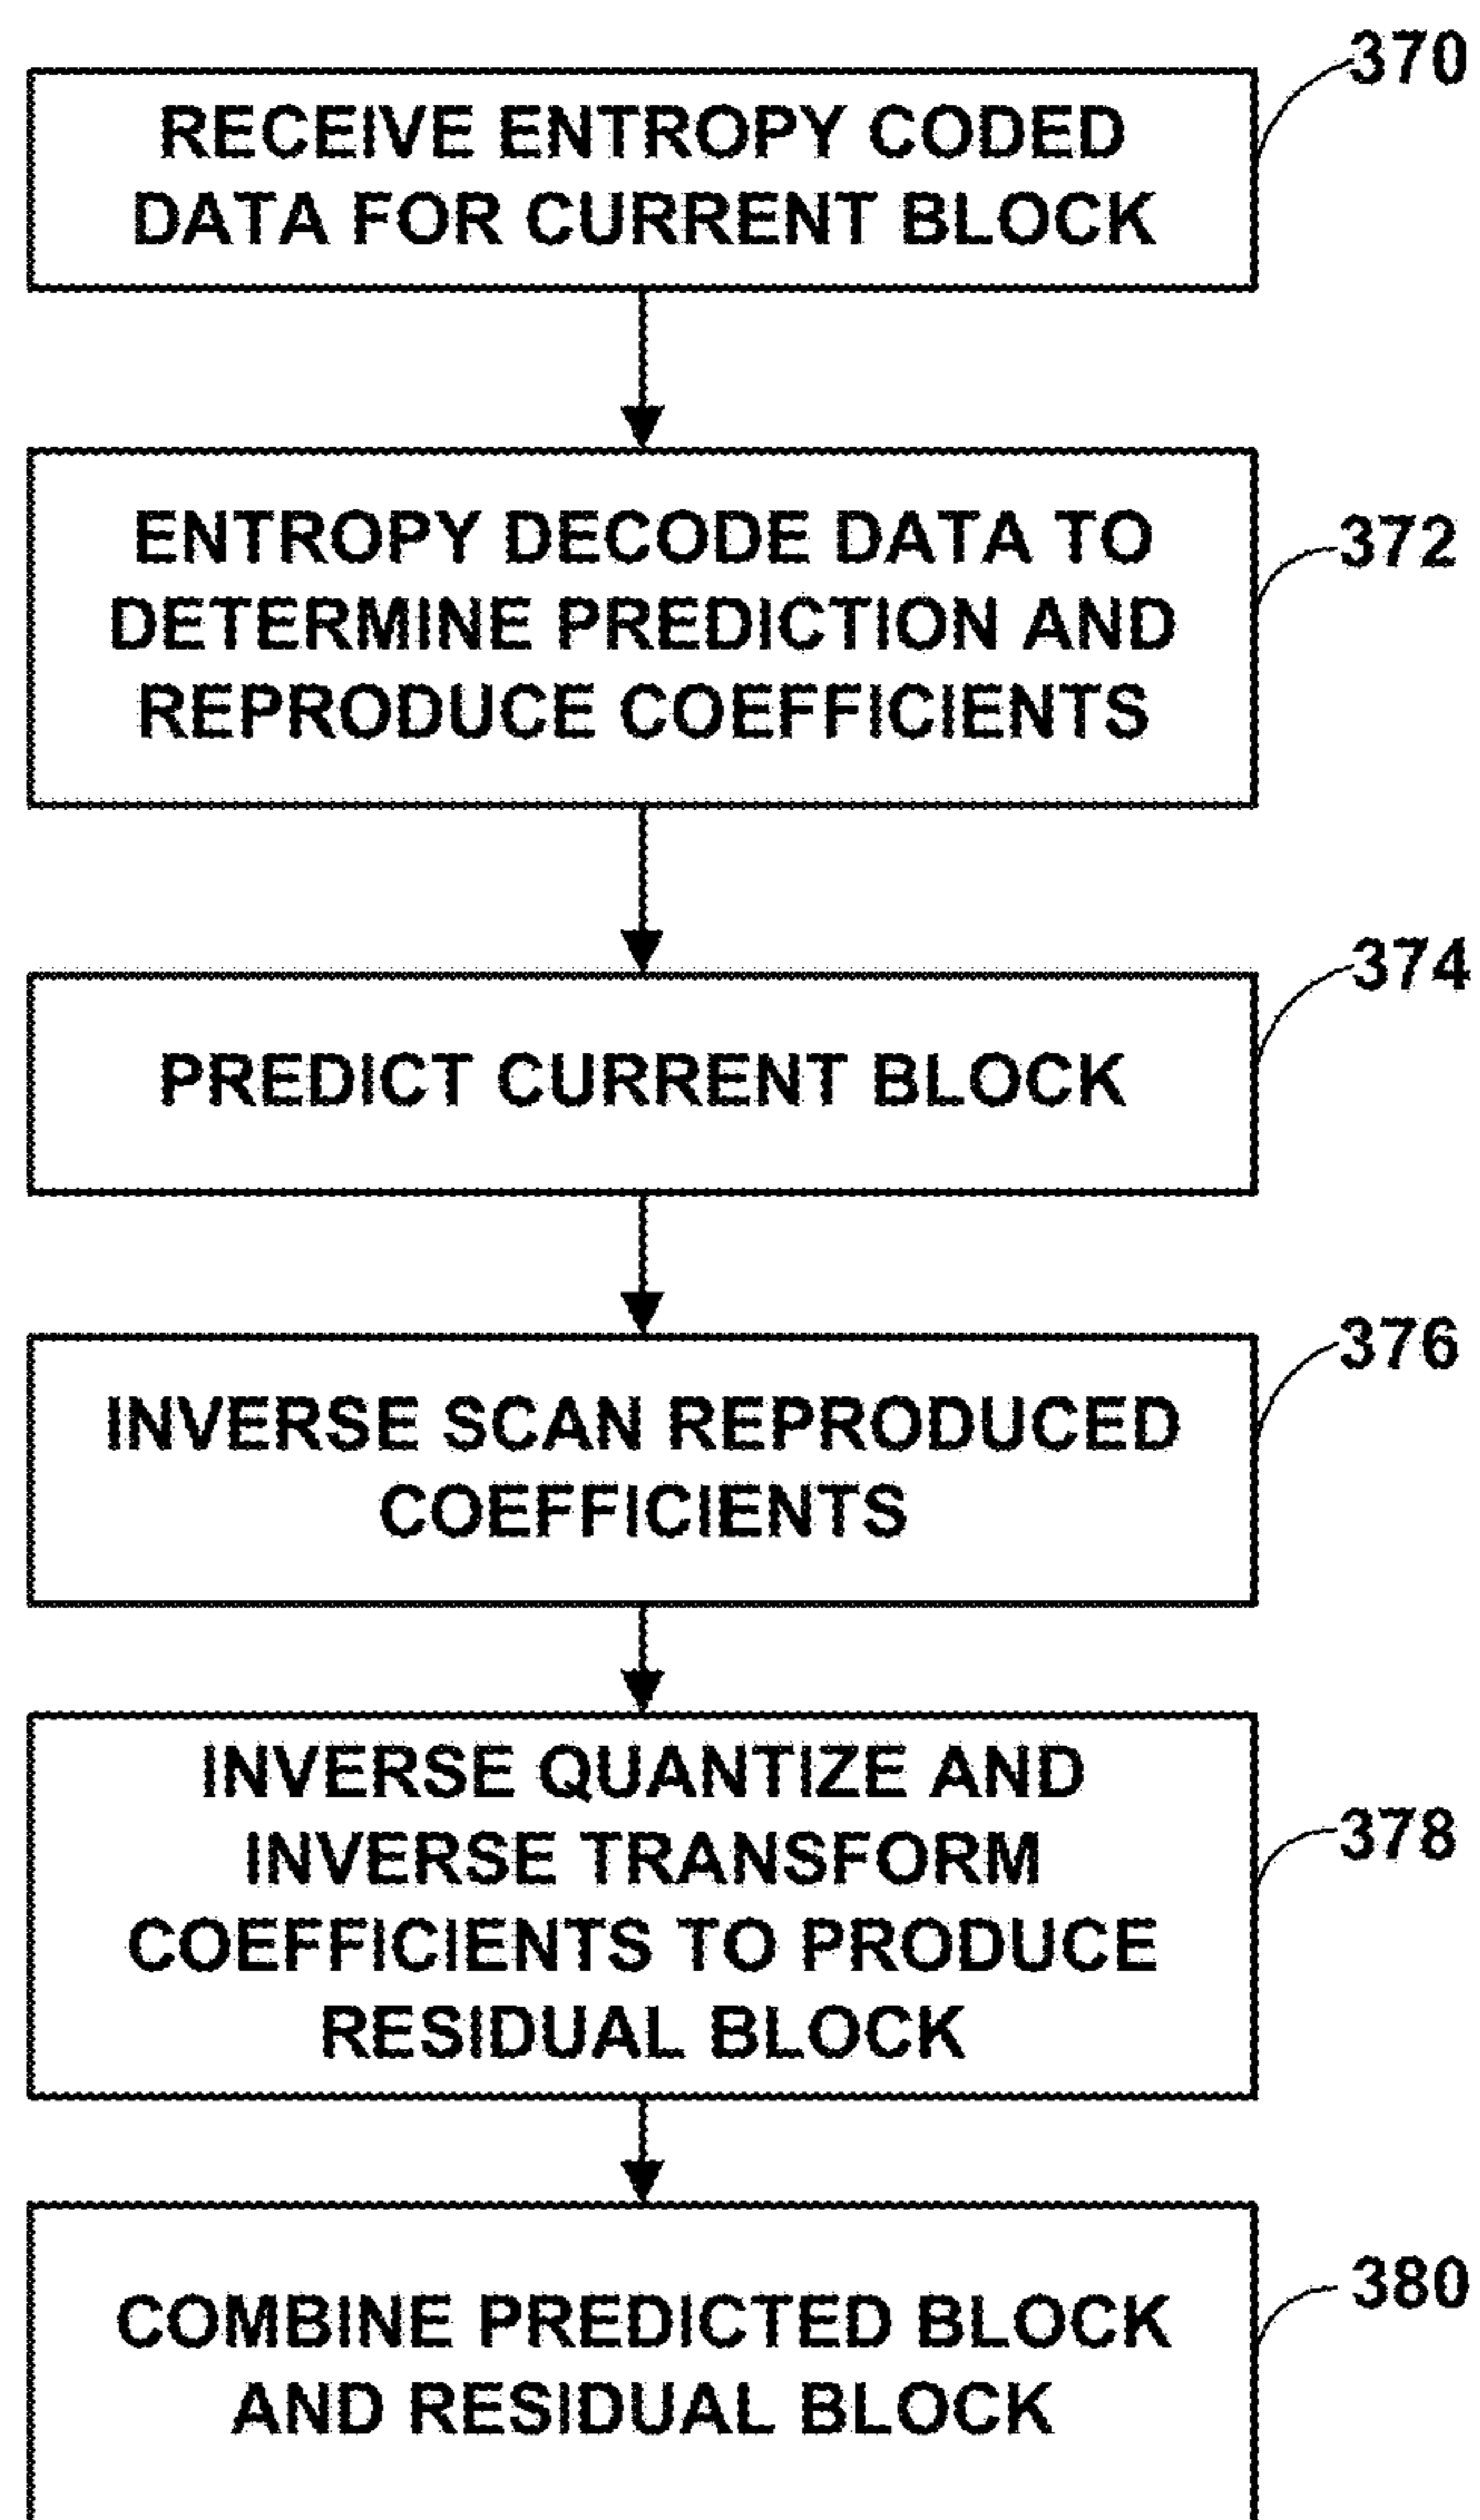 370
RECEIVE ENTROPY CODED
DATA FOR CURRENT BLOCK
372
ENTROPY DECODE DATA TO
DETERMINE PREDICTION AND
REPRODUCE COEFFICIENTS
374
PREDICT CURRENT BLOCK
376
INVERSE SCAN REPRODUCED
COEFFICIENTS
378
INVERSE QUANTIZE AND
INVERSE TRANSFORM
COEFFICIENTS TO PRODUCE
RESIDUAL BLOCK
380
COMBINE PREDICTED BLOCK
AND RESIDUAL BLOCK